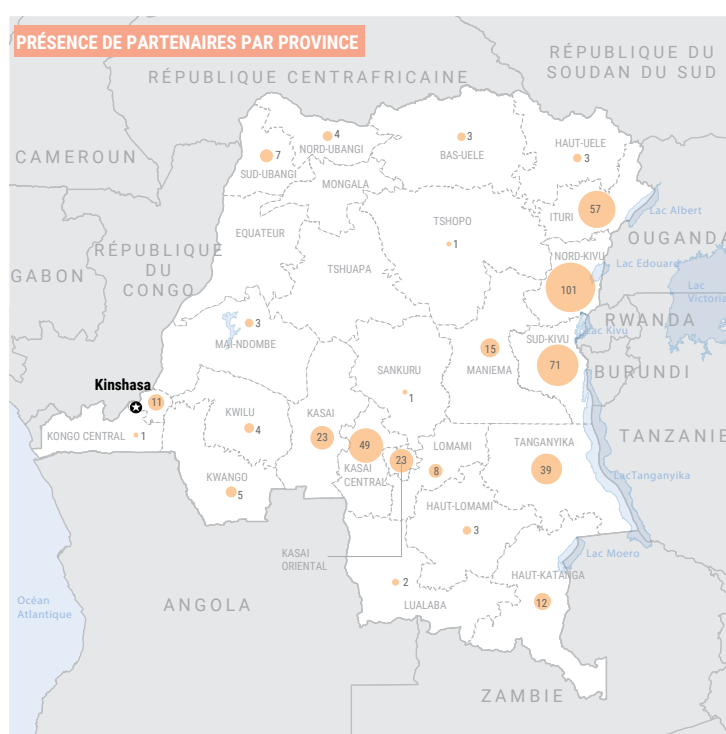 PRÉSENCE DE PARTENAIRES PAR PROVINCE
RÉPUBLIQUE DU
SOUDAN DU SUD
RÉPUBLIQUE CENTRAFRICAINE
4
NORD-UBANGI
3
BAS-UELE
HAUT-UELE
3
CAMEROUN
7
SUD-UBANGI
MONGALA
57
ITURI
Lac Albert
TSHOPO
1
EQUATEUR
OUGANDA
RÉPUBLIQUE
DU
CONGO
NORD-KIVU
Lac Edouard
TSHUAPA
GABON
101
Lac
Victoria
3
MAI-NDOMBE
RWANDA
Lac Kivu
SUD-KIVU
15
MANIEMA
71
SANKURU
1
BURUNDI
Kinshasa
11
KONGO CENTRAL
1
KWILU
4
KASAI
23
49
KASAI
CENTRAL
23
LOMAMI
8
TANGANYIKA
39
TANZANIE
KWANGO
5
LacTanganyika
HAUT-LOMAMI
3
KASAI
ORIENTAL
Lac Moero
2
LUALABA
HAUT-KATANGA
12
Océan
Atlantique
ANGOLA
ZAMBIE